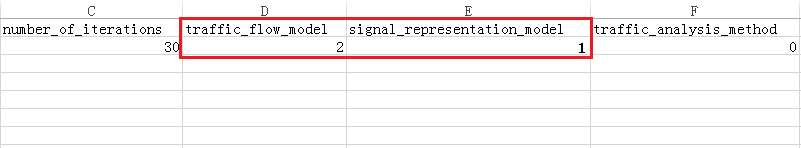 C D E F
number_of_iterations traffic_flow_model signal_representation_model traffic_analysis_method
30 2 1 0